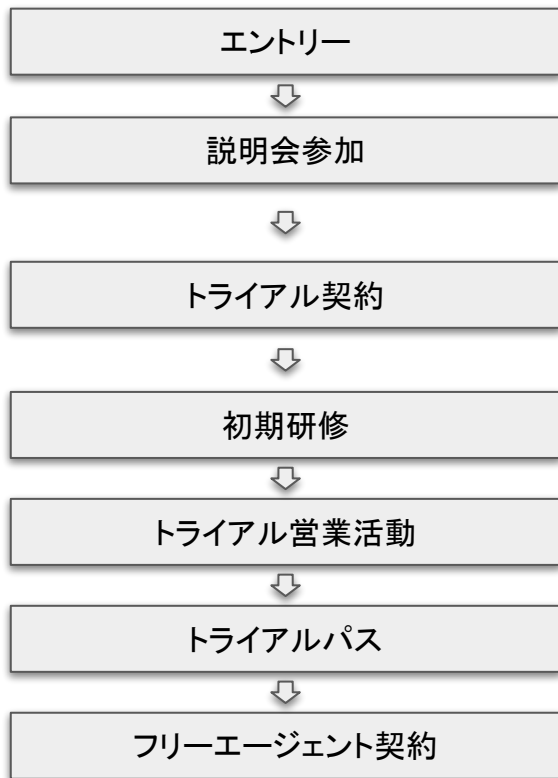 エントリー
説明会参加
トライアル契約
初期研修
トライアル営業活動
トライアルパス
フリーエージェント契約